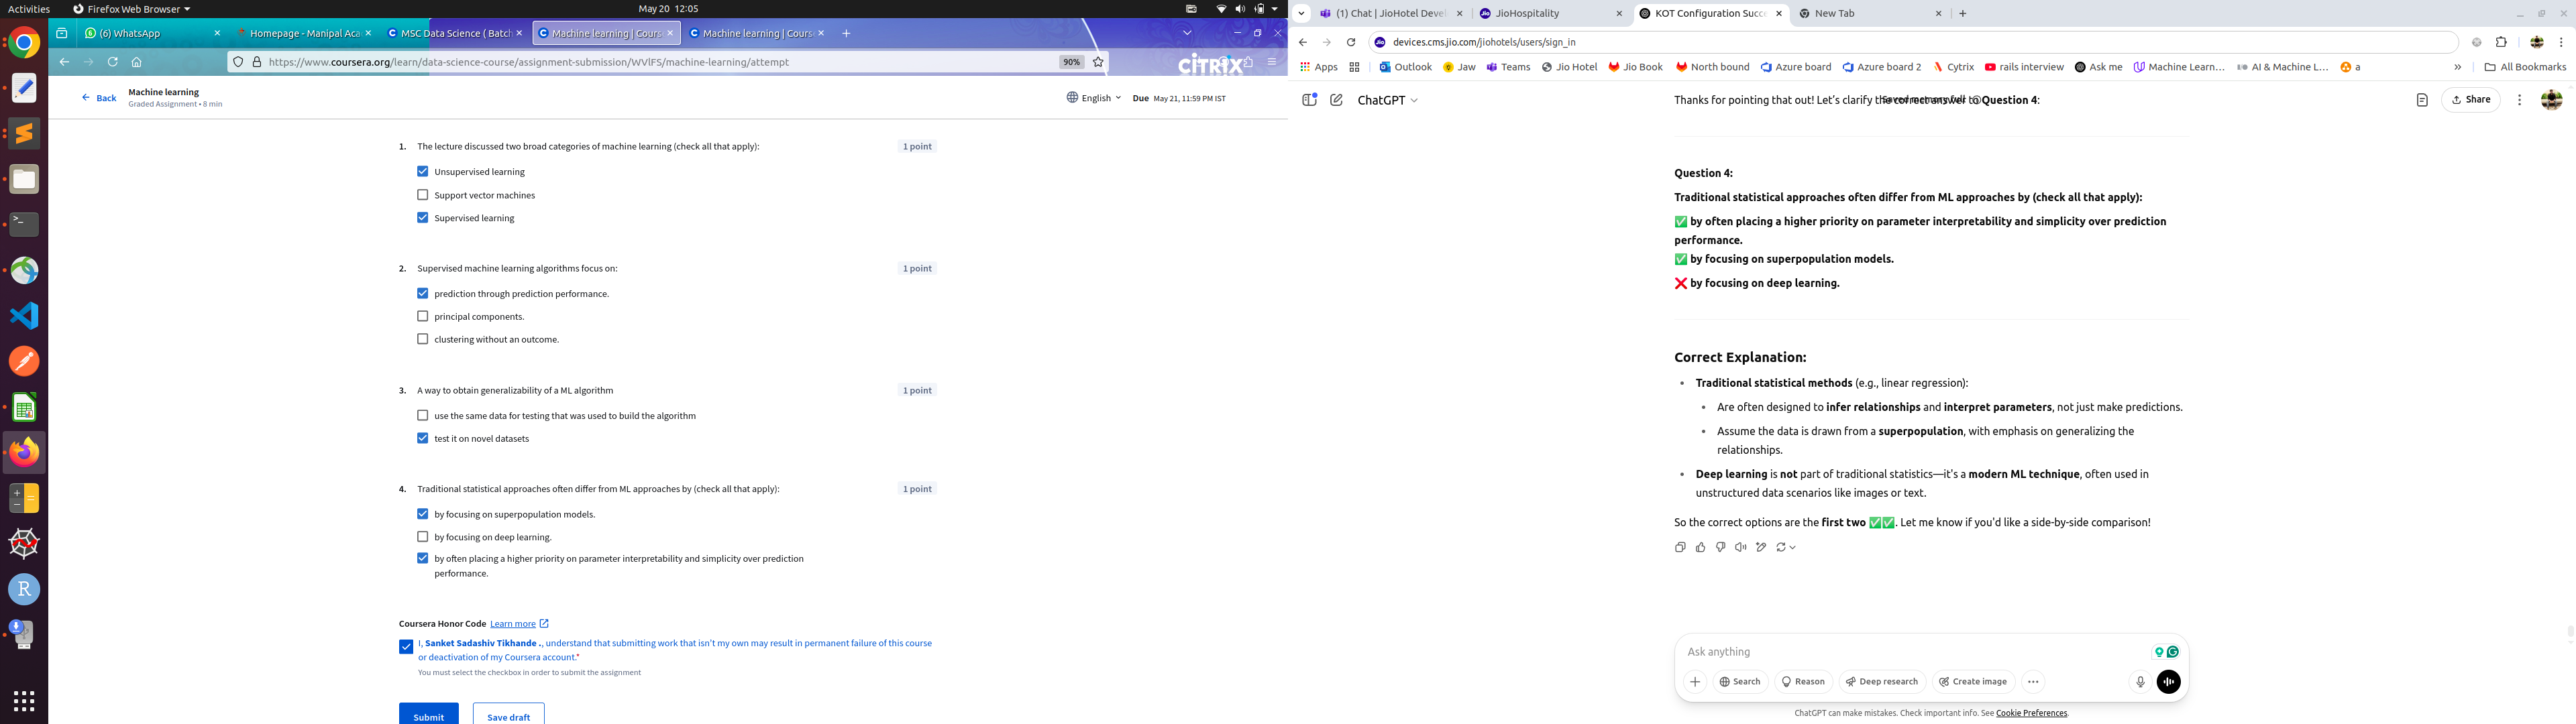 Activities
Firefox Web Browser
May 20 12:05
(6) WhatsApp
Homepage - Manipal Aca
MSC Data Science ( Batch
Machine learning | Cours
Machine learning | Cours
https://www.coursera.org/learn/data-science-course/assignment-submission/WVlFS/machine-learning/attempt
90%
CITRIX
Back
Machine learning
Graded Assignment • 8 min
English
Due May 21, 11:59 PM IST
1. The lecture discussed two broad categories of machine learning (check all that apply):
1 point
Unsupervised learning
Support vector machines
Supervised learning
2. Supervised machine learning algorithms focus on:
1 point
prediction through prediction performance.
principal components.
clustering without an outcome.
3. A way to obtain generalizability of a ML algorithm
1 point
use the same data for testing that was used to build the algorithm
test it on novel datasets
4. Traditional statistical approaches often differ from ML approaches by (check all that apply):
1 point
by focusing on superpopulation models.
by focusing on deep learning.
by often placing a higher priority on parameter interpretability and simplicity over prediction
performance.
Coursera Honor Code Learn more
I, Sanket Sadashiv Tikhande ., understand that submitting work that isn't my own may result in permanent failure of this course
or deactivation of my Coursera account.*
You must select the checkbox in order to submit the assignment
Submit
Save draft
(1) Chat | JioHotel Deve
JioHospitality
KOT Configuration Succe
New Tab
devices.cms.jio.com/jiohotels/users/sign_in
Apps
Outlook
Jaw
Teams
Jio Hotel
Jio Book
North bound
Azure board
Azure board 2
Cytrix
rails interview
Ask me
Machine Learn…
AI & Machine L…
a
»
All Bookmarks
ChatGPT
Share
Thanks for pointing that out! Let's clarify the correct answer to Question 4:
Question 4:
Traditional statistical approaches often differ from ML approaches by (check all that apply):
✅ by often placing a higher priority on parameter interpretability and simplicity over prediction
performance.
✅ by focusing on superpopulation models.
❌ by focusing on deep learning.
Correct Explanation:
• Traditional statistical methods (e.g., linear regression):
• Are often designed to infer relationships and interpret parameters, not just make predictions.
• Assume the data is drawn from a superpopulation, with emphasis on generalizing the
relationships.
• Deep learning is not part of traditional statistics—it's a modern ML technique, often used in
unstructured data scenarios like images or text.
So the correct options are the first two ✅✅. Let me know if you'd like a side-by-side comparison!
Ask anything
Search
Reason
Deep research
Create image
ChatGPT can make mistakes. Check important info. See Cookie Preferences.